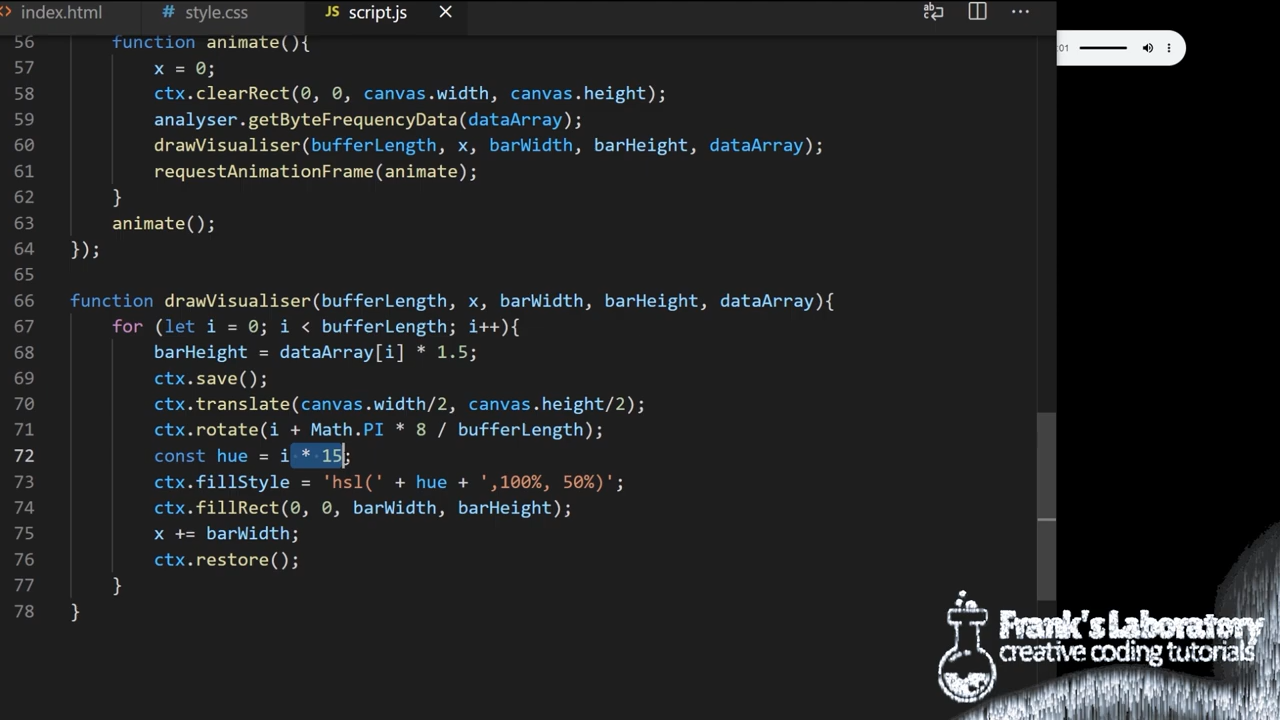 index.html
# style.css
JS script.js
:01
56 function animate(){
57 x = 0;
58 ctx.clearRect(0, 0, canvas.width, canvas.height);
59 analyser.getByteFrequencyData(dataArray);
60 drawVisualiser(bufferLength, x, barWidth, barHeight, dataArray);
61 requestAnimationFrame(animate);
62 }
63 animate();
64 });
65
66 function drawVisualiser(bufferLength, x, barWidth, barHeight, dataArray){
67 for (let i = 0; i < bufferLength; i++){
68 barHeight = dataArray[i] * 1.5;
69 ctx.save();
70 ctx.translate(canvas.width/2, canvas.height/2);
71 ctx.rotate(i + Math.PI * 8 / bufferLength);
72 const hue = i * 15;
73 ctx.fillStyle = 'hsl(' + hue + ',100%, 50%)';
74 ctx.fillRect(0, 0, barWidth, barHeight);
75 x += barWidth;
76 ctx.restore();
77 }
78 }
Frank's Laboratory
creative coding tutorials